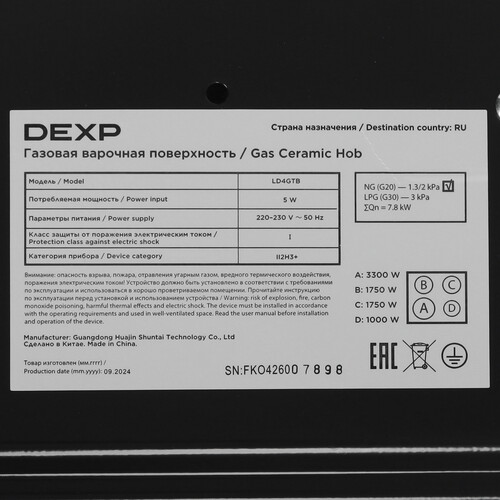 DEXP
Страна назначения / Destination country: RU
Газовая варочная поверхность / Gas Ceramic Hob
Модель / Model LD4GTB
Потребляемая мощность / Power input 5 W
Параметры питания / Power supply 220-230 V ~ 50 Hz
Класс защиты от поражения электрическим током /
Protection class against electric shock I
Категория прибора / Device category II2H3+
NG (G20) — 1.3/2 kPa ☑
LPG (G30) — 3 kPa
∑Qn = 7.8 kW
Внимание: опасность взрыва, пожара, отравления угарным газом, вредного термического воздействия,
поражения электрическим током! Устройство должно быть установлено в соответствии с требованиями
по эксплуатации и использоваться в хорошо проветриваемом помещении. Прочитайте инструкцию
по эксплуатации перед установкой и использованием устройства / Warning: risk of explosion, fire, carbon
monoxide poisoning, harmful thermal effects and electric shock. The device must be installed in accordance
with the operating requirements and used in well-ventilated space. Read the user manual before installation
and operation of device.
A: 3300 W
B: 1750 W
C: 1750 W
D: 1000 W
B C
A D
Manufacturer: Guangdong Huajin Shuntai Technology Co., Ltd
Сделано в Китае. Made in China.
Товар изготовлен (мм.гггг) /
Production date (mm.yyyy): 09.2024
SN:FKO426007898
EAC